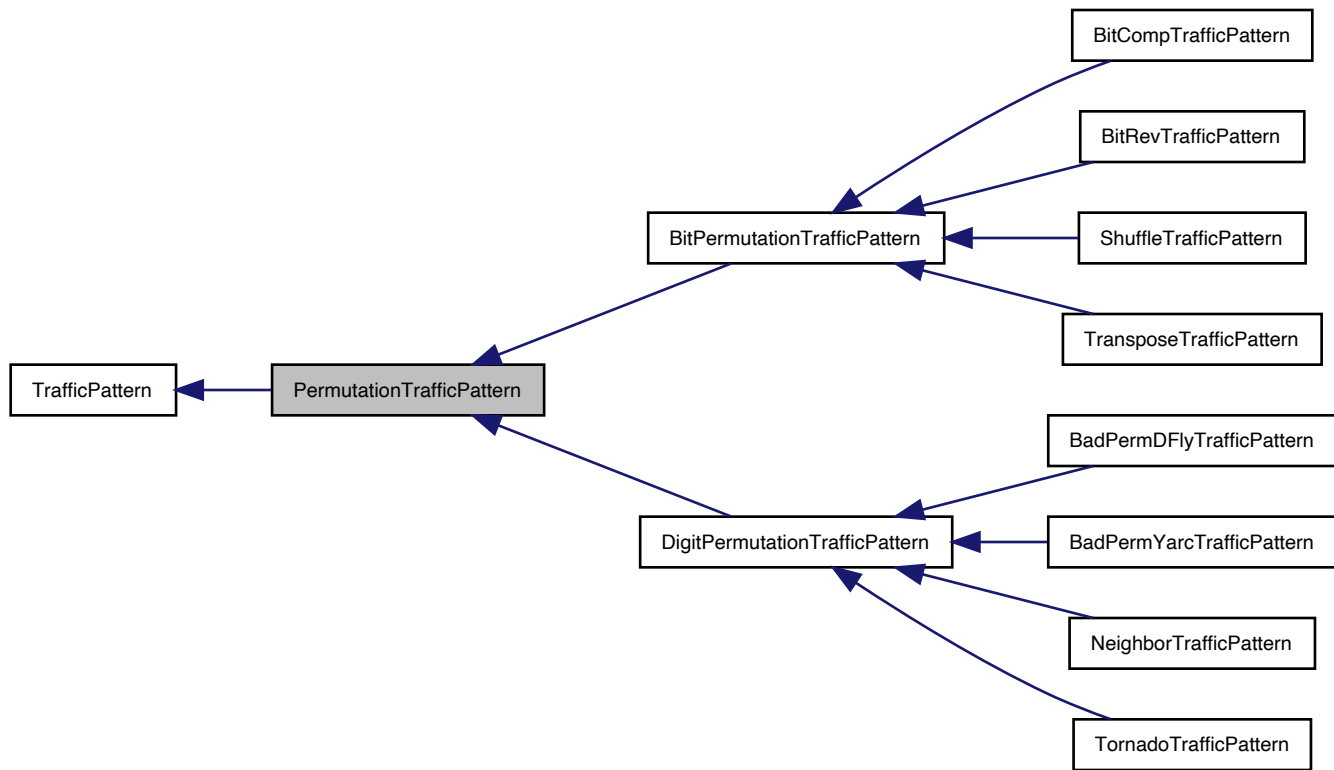 BitCompTrafficPattern
BitRevTrafficPattern
BitPermutationTrafficPattern
ShuffleTrafficPattern
TransposeTrafficPattern
TrafficPattern
PermutationTrafficPattern
BadPermDFlyTrafficPattern
DigitPermutationTrafficPattern
BadPermYarcTrafficPattern
NeighborTrafficPattern
TornadoTrafficPattern